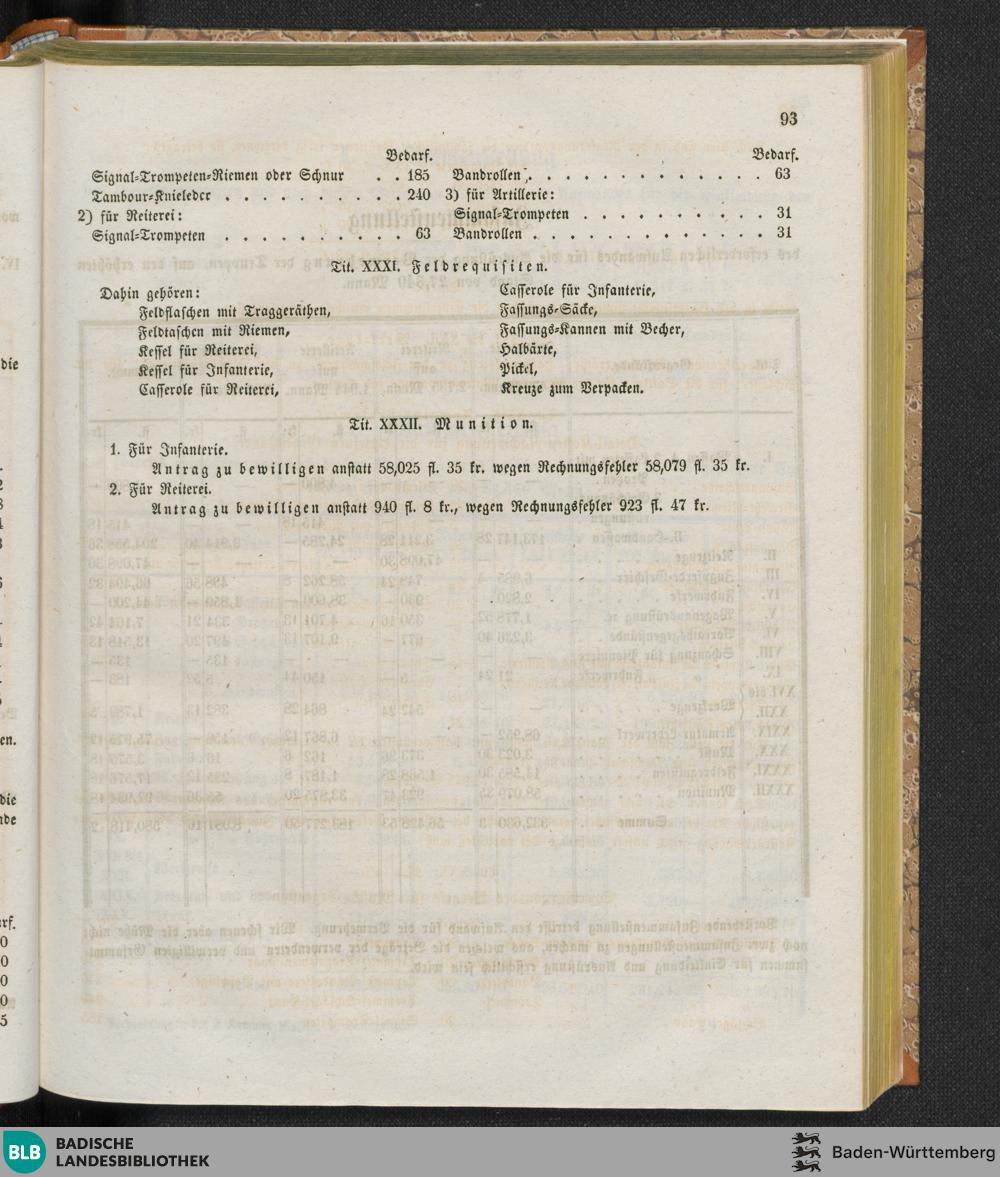 93
Bedarf.
Signal-Trompeten-Riemen oder Schnur . . 185
Tambour-Knieleder . . . . . . . . . . 240
2) für Reiterei:
Signal-Trompeten . . . . . . . . . . 63
Bedarf.
Bandrollen . . . . . . . . . . . . . 63
3) für Artillerie:
Signal-Trompeten . . . . . . . . . . 31
Bandrollen . . . . . . . . . . . . . 31
Tit. XXXI. Feldrequisiten.
Dahin gehören:
Feldflaschen mit Traggeräthen,
Feldtaschen mit Riemen,
Kessel für Reiterei,
Kessel für Infanterie,
Casserole für Reiterei,
Casserole für Infanterie,
Fassungs-Säcke,
Fassungs-Kannen mit Becher,
Halbäxte,
Pickel,
Kreuze zum Verpacken.
Tit. XXXII. Munition.
1. Für Infanterie.
Antrag zu bewilligen anstatt 58,025 fl. 35 kr. wegen Rechnungsfehler 58,079 fl. 35 kr.
2. Für Reiterei.
Antrag zu bewilligen anstatt 940 fl. 8 kr., wegen Rechnungsfehler 923 fl. 47 kr.
BLB
BADISCHE
LANDESBIBLIOTHEK
Baden-Württemberg